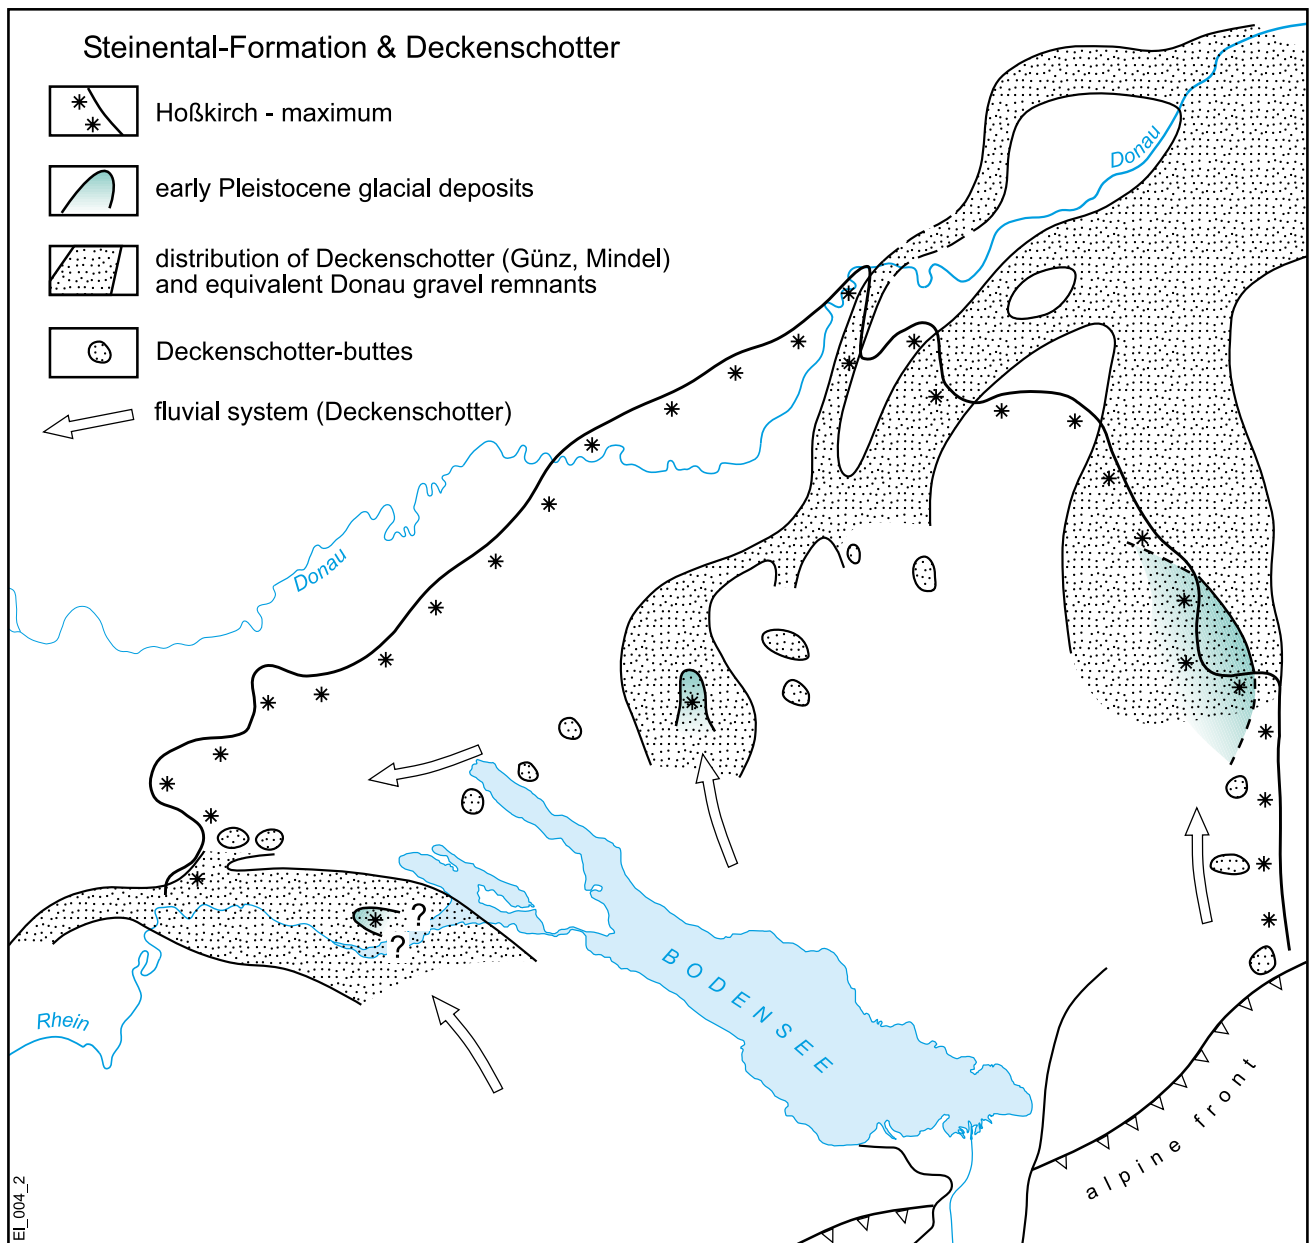 Steinental-Formation & Deckenschotter
Hoßkirch - maximum
early Pleistocene glacial deposits
distribution of Deckenschotter (Günz, Mindel)
and equivalent Donau gravel remnants
Deckenschotter-buttes
fluvial system (Deckenschotter)
Donau
Donau
?
?
BODENSEE
Rhein
alpine front
EI_004_2